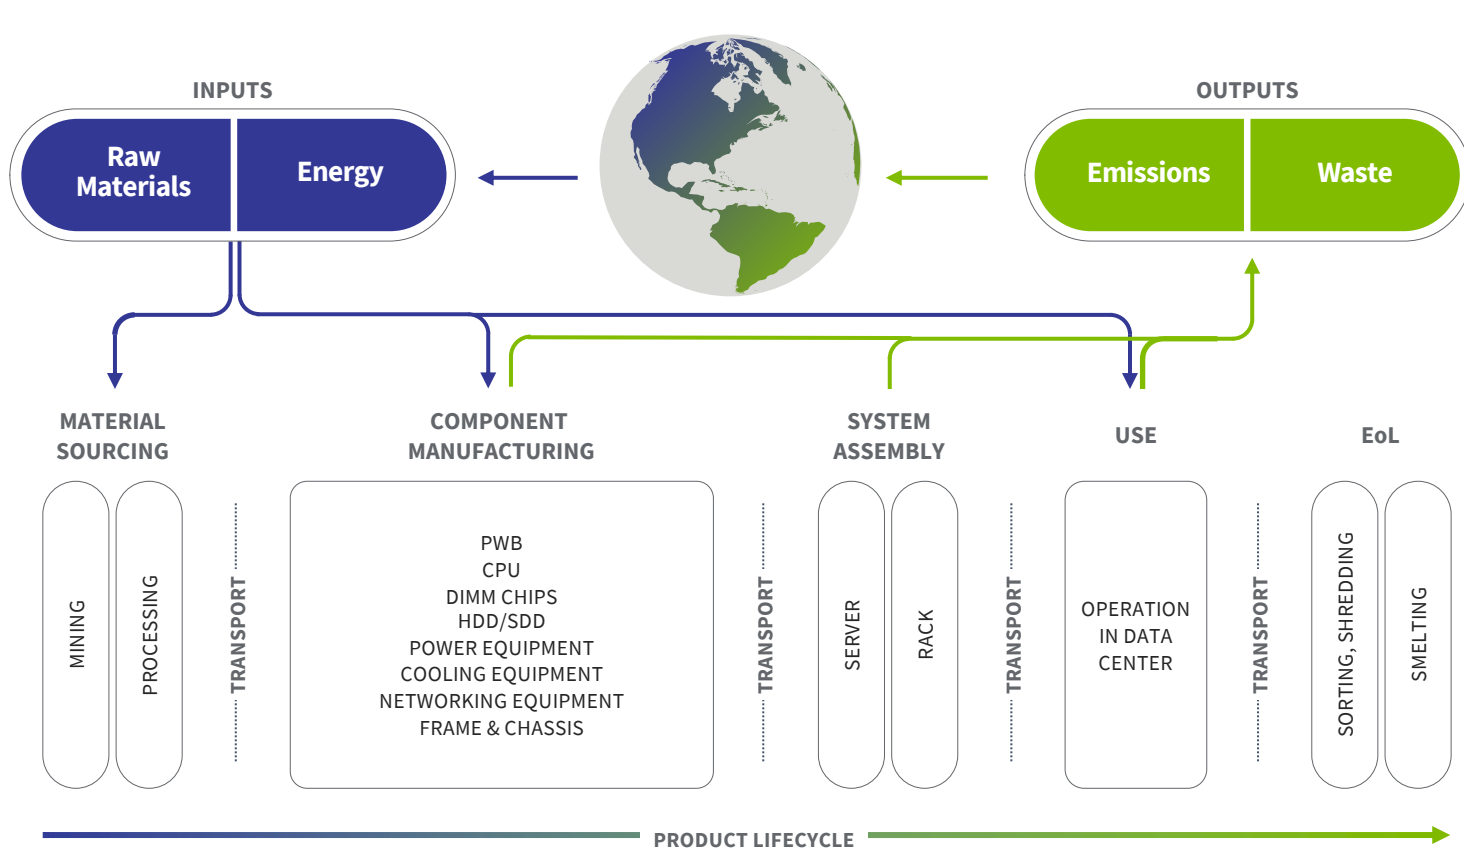 INPUTS
OUTPUTS
Raw
Materials
Energy
Emissions
Waste
MATERIAL
SOURCING
COMPONENT
MANUFACTURING
SYSTEM
ASSEMBLY
USE
EoL
MINING
PROCESSING
TRANSPORT
PWB
CPU
DIMM CHIPS
HDD/SDD
POWER EQUIPMENT
COOLING EQUIPMENT
NETWORKING EQUIPMENT
FRAME & CHASSIS
TRANSPORT
SERVER
RACK
TRANSPORT
OPERATION
IN DATA
CENTER
TRANSPORT
SORTING, SHREDDING
SMELTING
PRODUCT LIFECYCLE